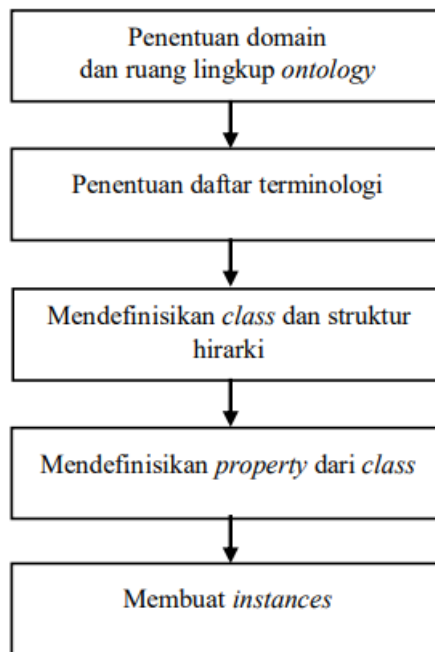 Penentuan domain
dan ruang lingkup ontology
Penentuan daftar terminologi
Mendefinisikan class dan struktur
hirarki
Mendefinisikan property dari class
Membuat instances